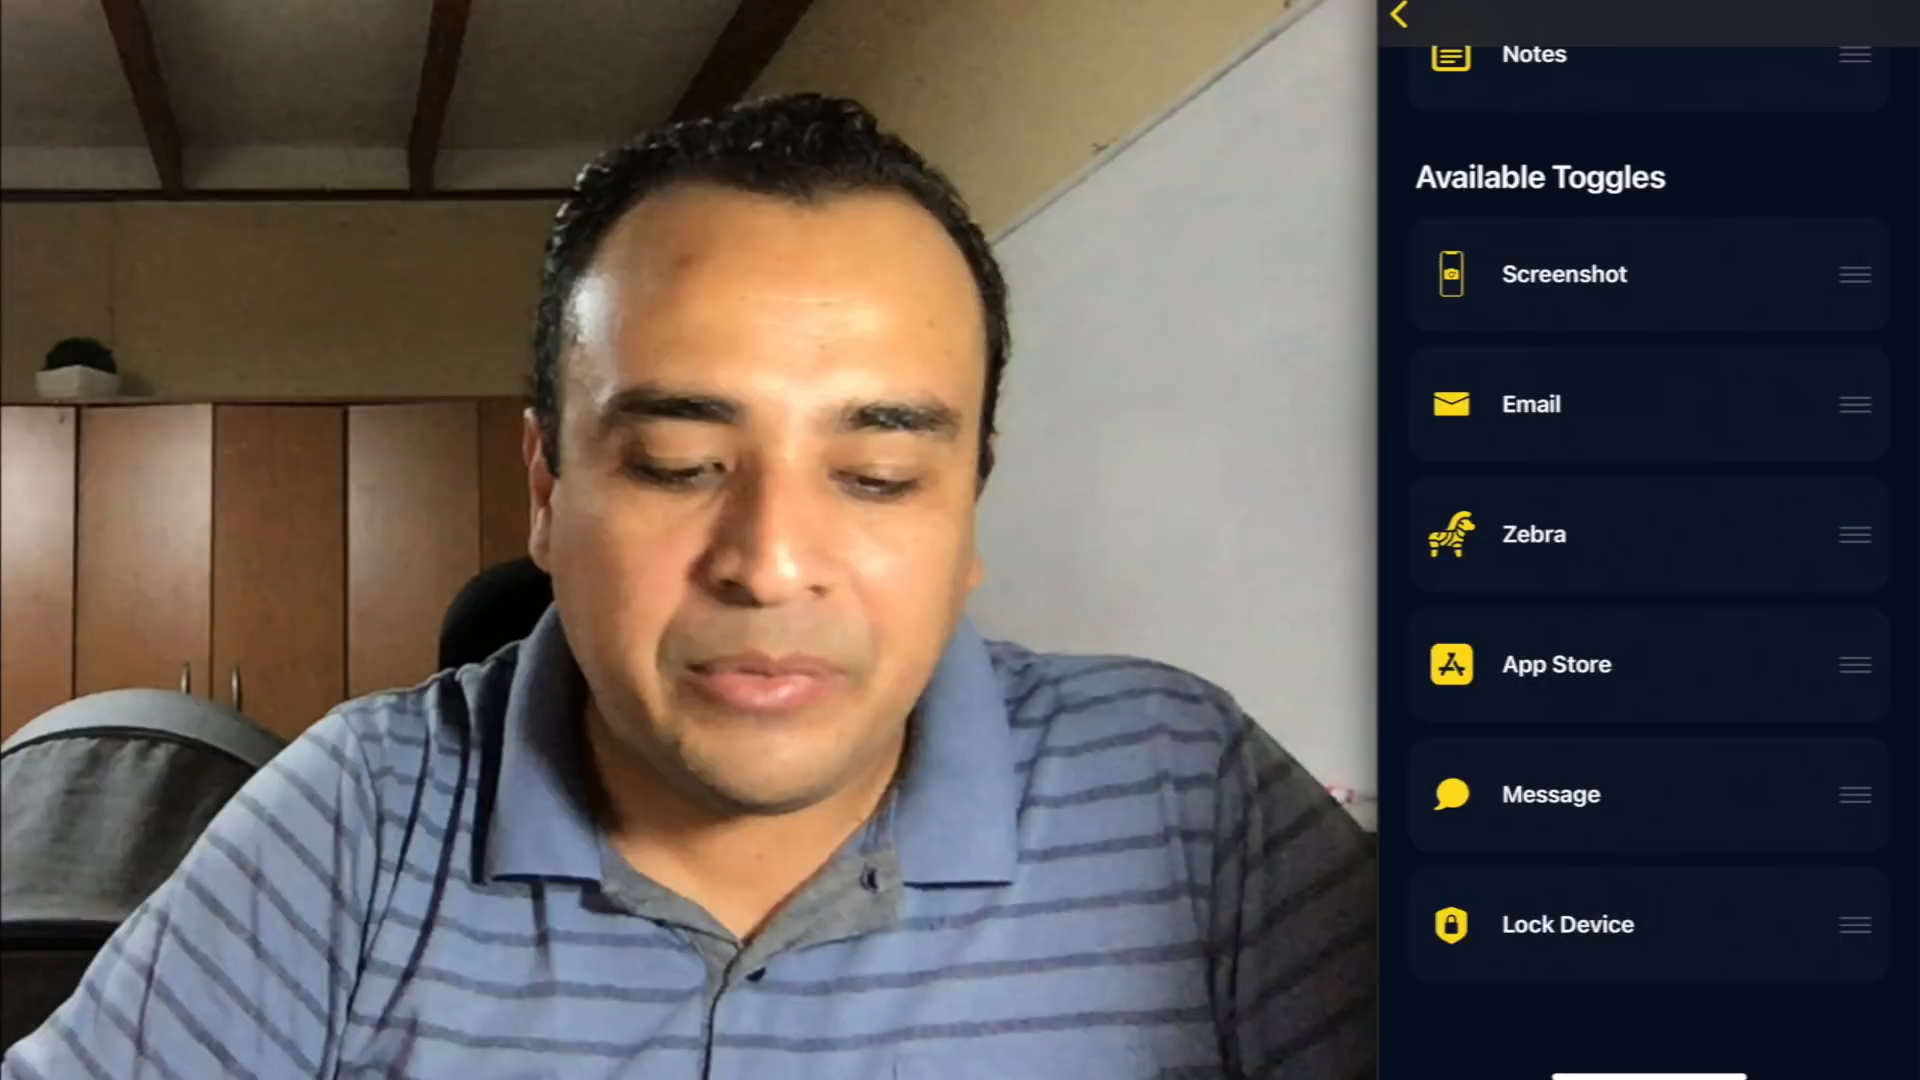 Notes
Available Toggles
Screenshot
Email
Zebra
App Store
Message
Lock Device